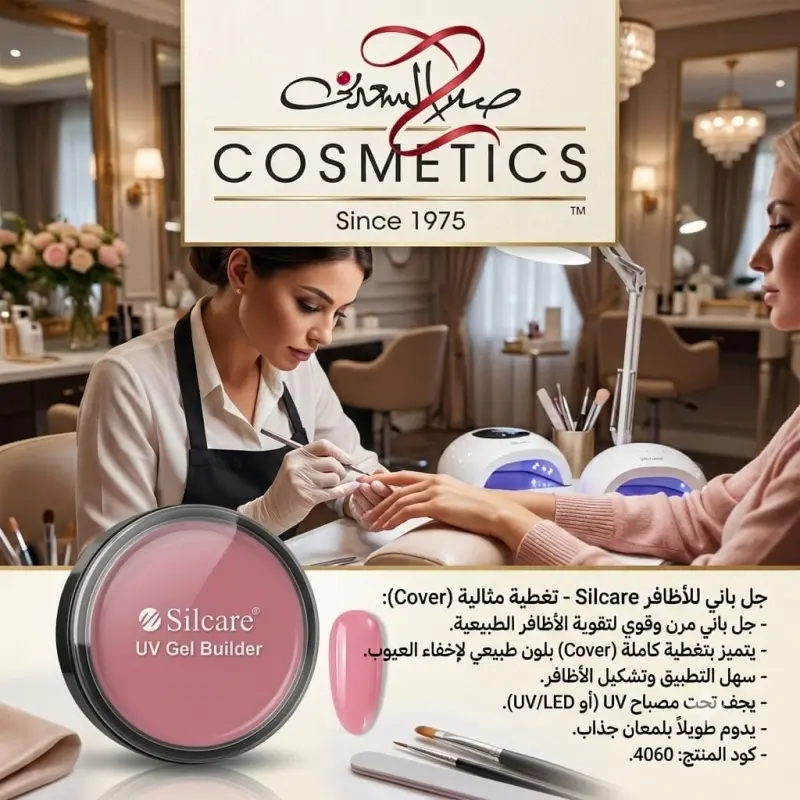 صلاح السعدني
COSMETICS
Since 1975
TM
Silcare®
UV Gel Builder
جل باني للأظافر Silcare - تغطية مثالية (Cover):
- جل باني مرن وقوي لتقوية الأظافر الطبيعية.
- يتميز بتغطية كاملة (Cover) بلون طبيعي لإخفاء العيوب.
- سهل التطبيق وتشكيل الأظافر.
- يجف تحت مصباح UV (أو UV/LED).
- يدوم طويلاً بلمعان جذاب.
- كود المنتج: 4060.